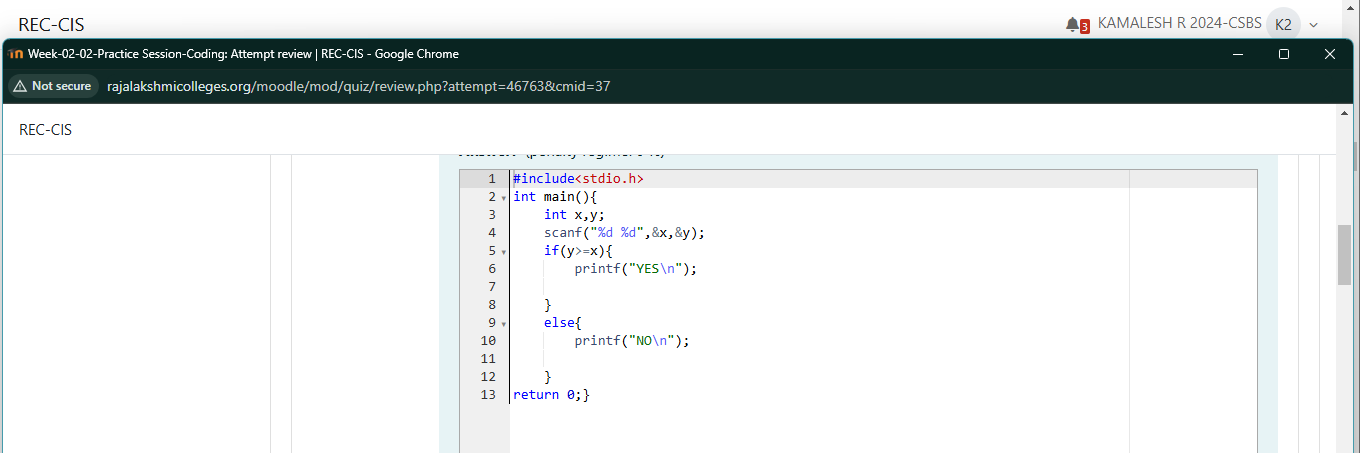 REC-CIS
3 KAMALESH R 2024-CSBS K2
Week-02-02-Practice Session-Coding: Attempt review | REC-CIS - Google Chrome
Not secure rajalakshmicolleges.org/moodle/mod/quiz/review.php?attempt=46763&cmid=37
REC-CIS
1 #include<stdio.h>
2 int main(){
3 int x,y;
4 scanf("%d %d",&x,&y);
5 if(y>=x){
6 printf("YES\n");
7
8 }
9 else{
10 printf("NO\n");
11
12 }
13 return 0;}